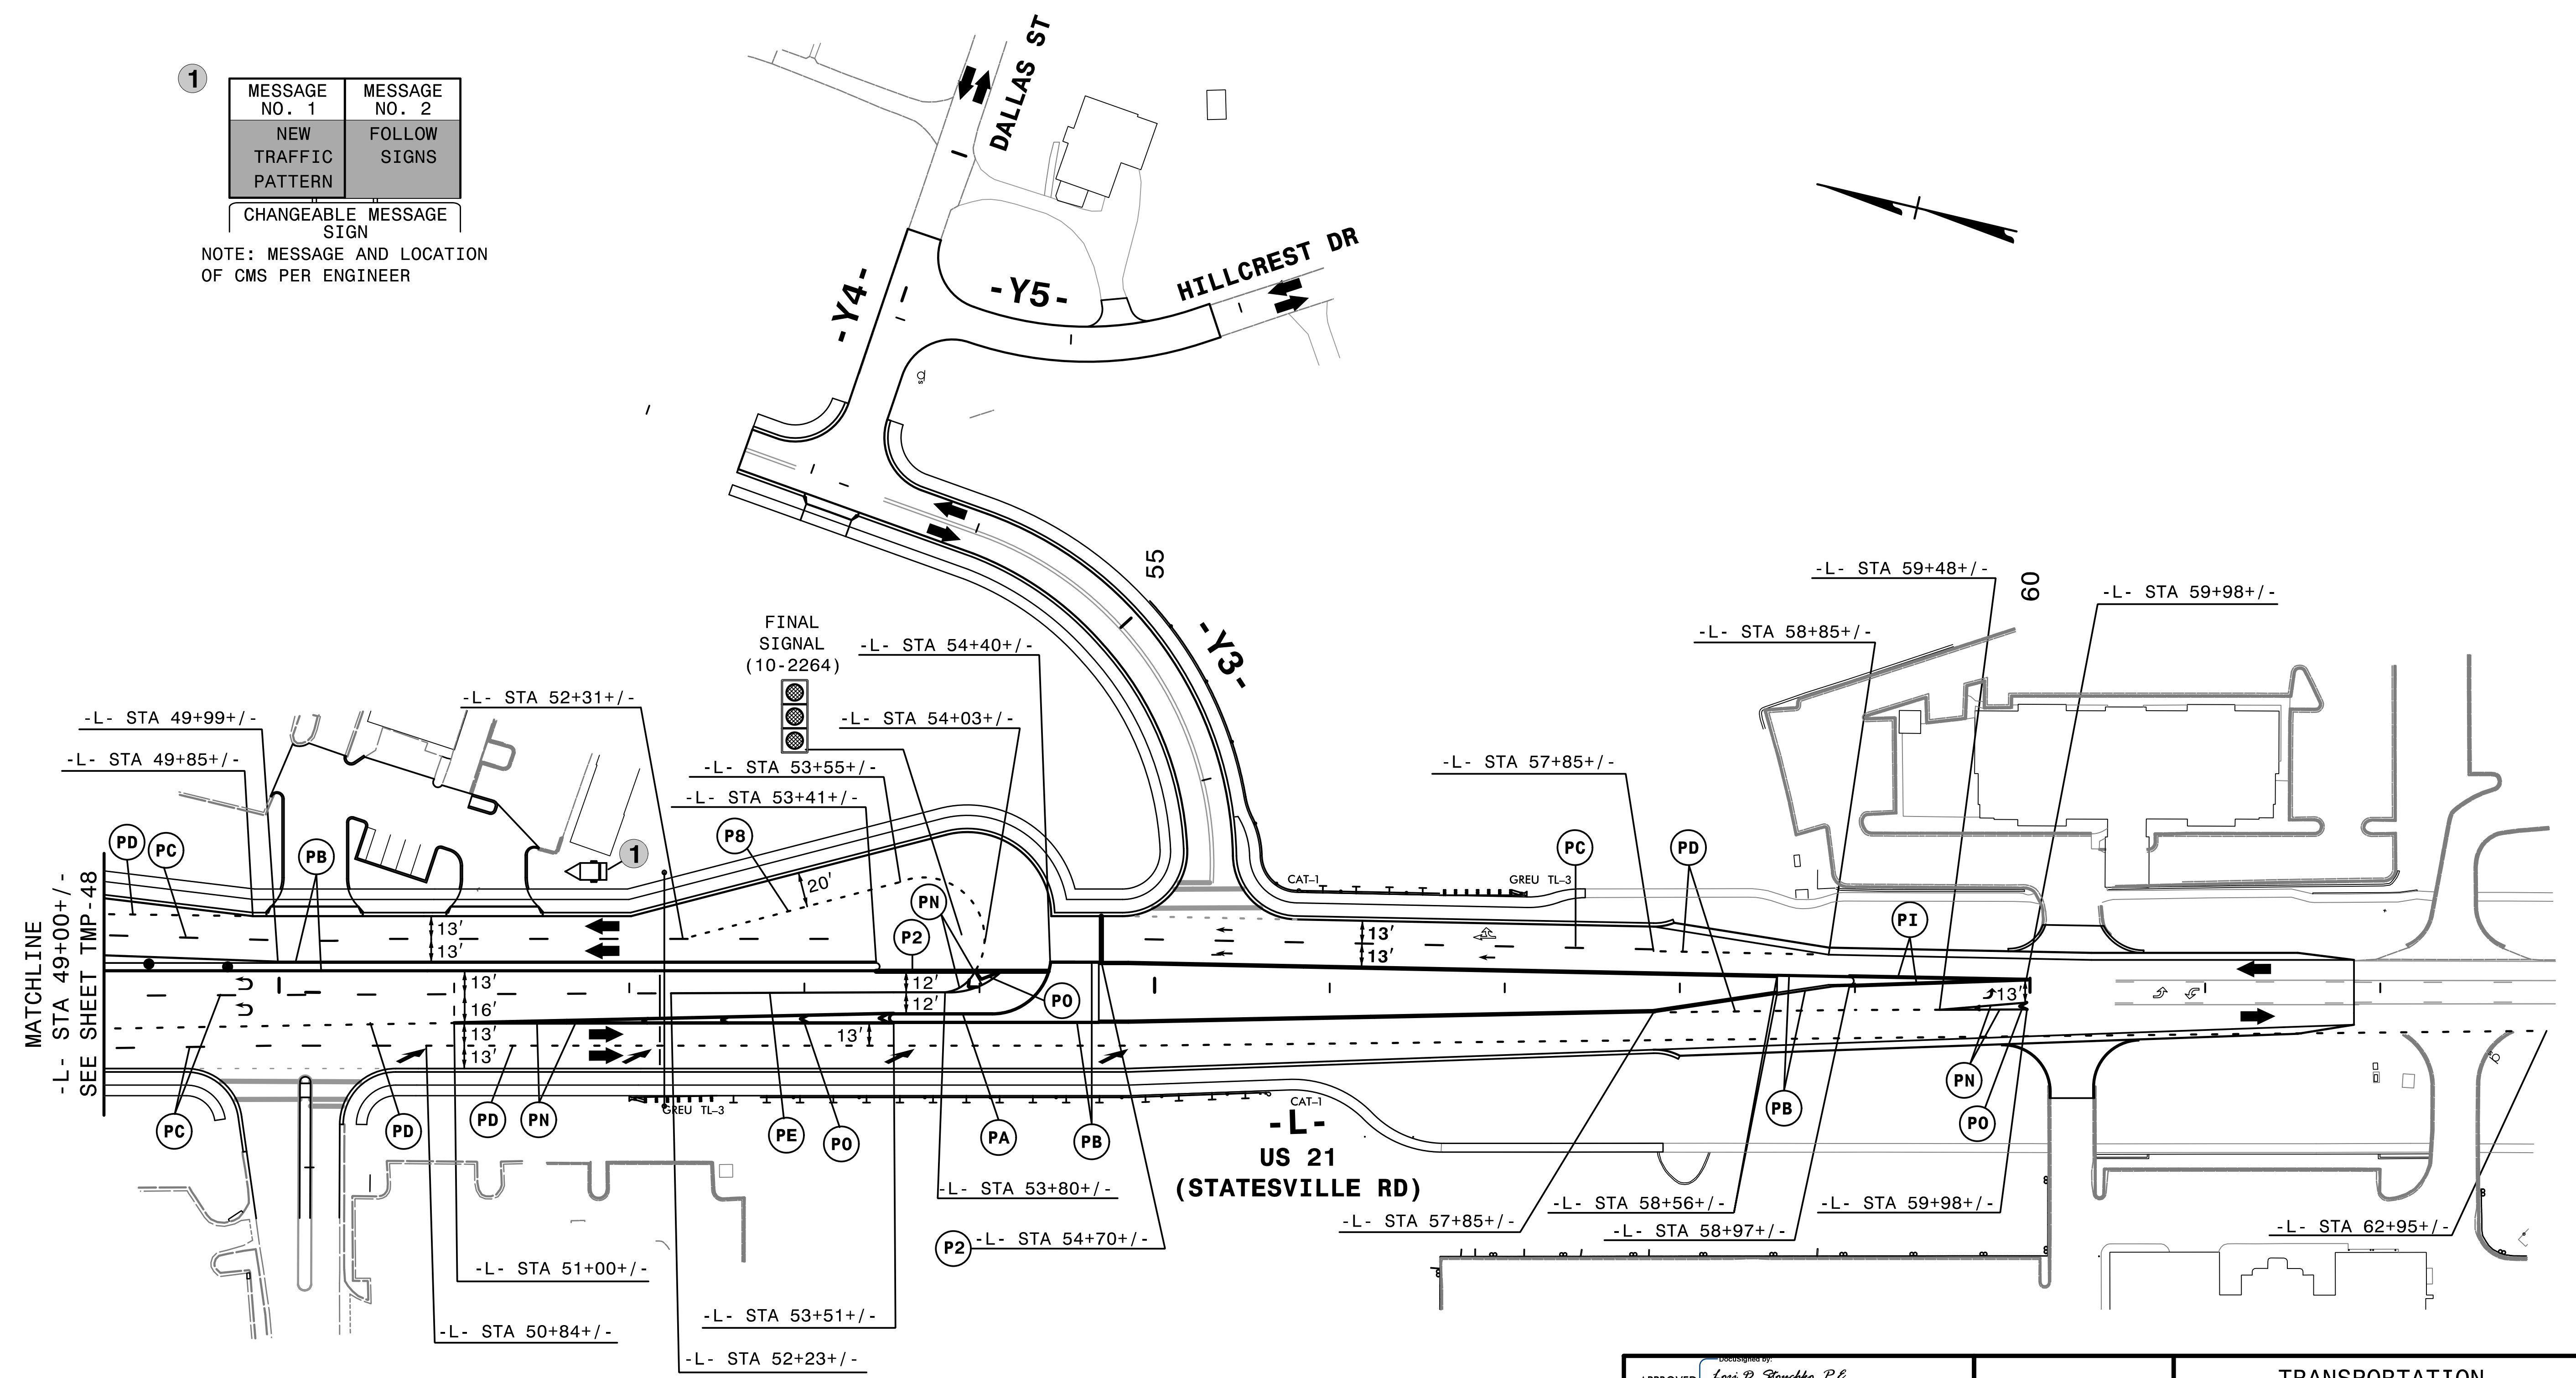 1
MESSAGE NO. 1
MESSAGE NO. 2
NEW
TRAFFIC
PATTERN
FOLLOW
SIGNS
CHANGEABLE MESSAGE
SIGN
NOTE: MESSAGE AND LOCATION
OF CMS PER ENGINEER
DALLAS ST
HILLCREST DR
-Y4-
-Y5-
-Y3-
55
60
FINAL
SIGNAL
(10-2264)
-L- STA 54+40+/-
-L- STA 59+48+/-
-L- STA 59+98+/-
-L- STA 58+85+/-
-L- STA 52+31+/-
-L- STA 49+99+/-
-L- STA 54+03+/-
-L- STA 49+85+/-
-L- STA 53+55+/-
-L- STA 57+85+/-
-L- STA 53+41+/-
PD
PC
PB
1
P8
20'
PN
P2
PC
PD
CAT-1
GREU TL-3
PI
13'
13'
13'
13'
13'
16'
13'
13'
12'
12'
13'
PO
13'
MATCHLINE
-L- STA 49+00+/-
SEE SHEET TMP-48
PC
PD
PD
PN
GREU TL-3
PE
PO
PA
PB
CAT-1
PB
PN
PO
-L-
US 21
(STATESVILLE RD)
-L- STA 53+80+/-
P2
-L- STA 54+70+/-
-L- STA 57+85+/-
-L- STA 58+56+/-
-L- STA 58+97+/-
-L- STA 59+98+/-
-L- STA 62+95+/-
-L- STA 51+00+/-
-L- STA 53+51+/-
-L- STA 50+84+/-
-L- STA 52+23+/-
DocuSigned by:
APPROVED
TRANSPORTATION